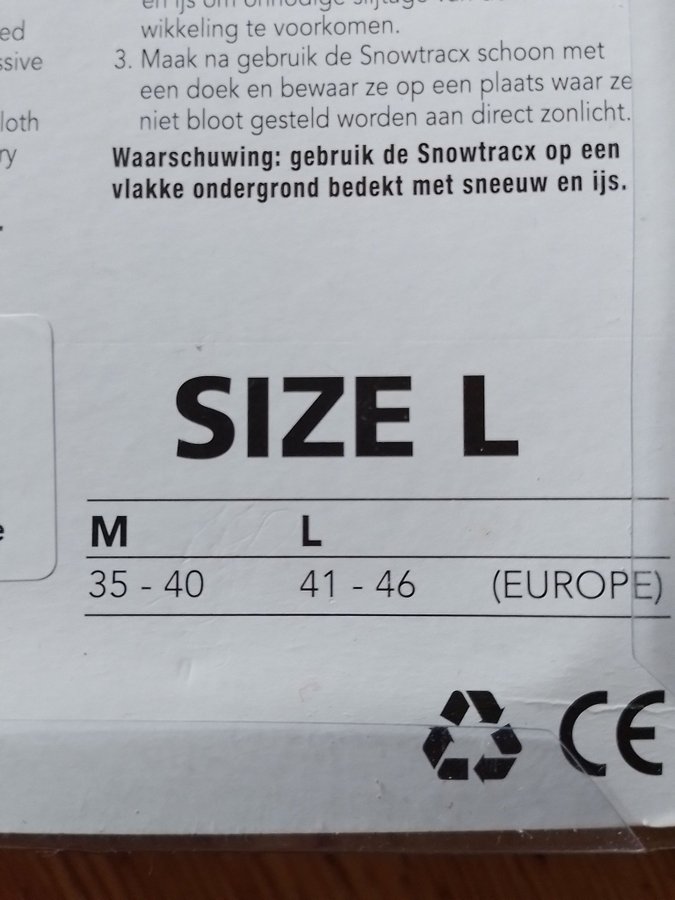 wikkeling te voorkomen.
3. Maak na gebruik de Snowtracx schoon met
een doek en bewaar ze op een plaats waar ze
niet bloot gesteld worden aan direct zonlicht.
Waarschuwing: gebruik de Snowtracx op een
vlakke ondergrond bedekt met sneeuw en ijs.
SIZE L
M L
35 - 40 41 - 46 (EUROPE)
CE